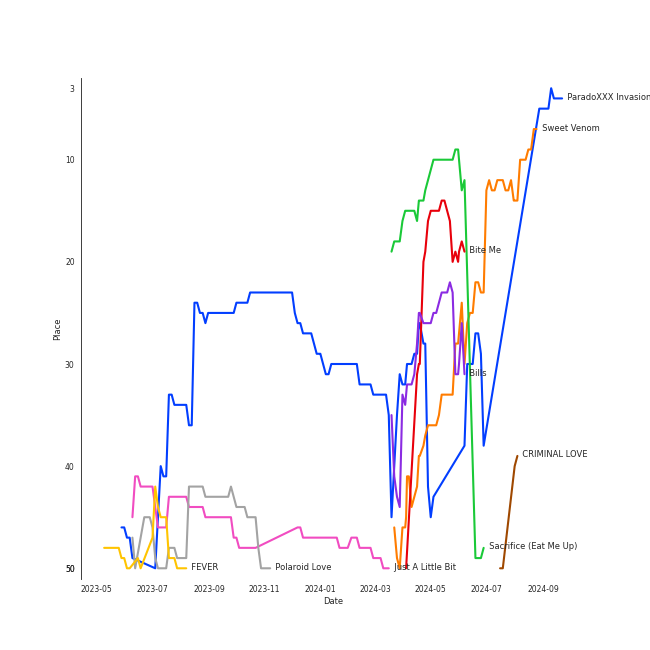 3
ParadoXXX Invasion
Sweet Venom
10
Bite Me
20
Place
30
Bills
40
CRIMINAL LOVE
Sacrifice (Eat Me Up)
50
FEVER
Polaroid Love
Just A Little Bit
2023-05
2023-07
2023-09
2023-11
2024-01
2024-03
2024-05
2024-07
2024-09
Date